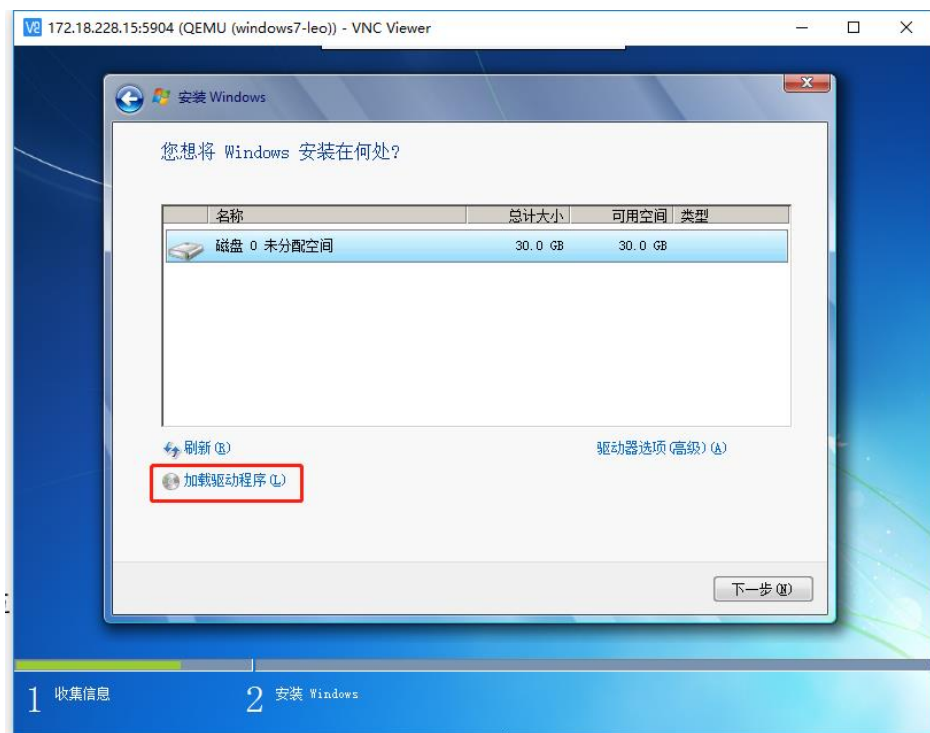 172.18.228.15:5904 (QEMU (windows7-leo)) - VNC Viewer
安装 Windows
您想将 Windows 安装在何处?
名称 总计大小 可用空间 类型
磁盘 0 未分配空间 30.0 GB 30.0 GB
刷新(R) 驱动器选项(高级)(A)
加载驱动程序(L)
下一步(N)
1 收集信息 2 安装 Windows